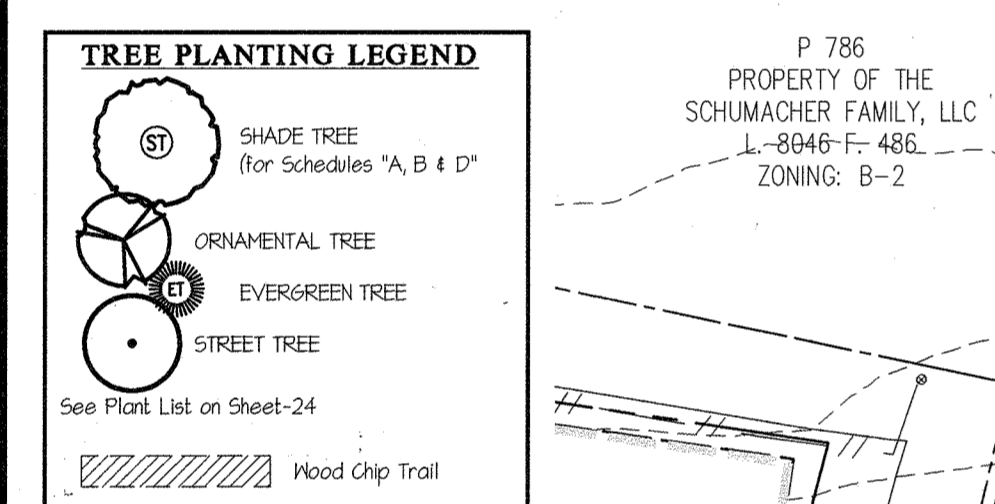 TREE PLANTING LEGEND
ST
SHADE TREE
(for Schedules "A, B & D"
ORNAMENTAL TREE
ET
EVERGREEN TREE
STREET TREE
See Plant List on Sheet-24
Wood Chip Trail
P 786
PROPERTY OF THE
SCHUMACHER FAMILY, LLC
L. 8046 F. 486
ZONING: B-2